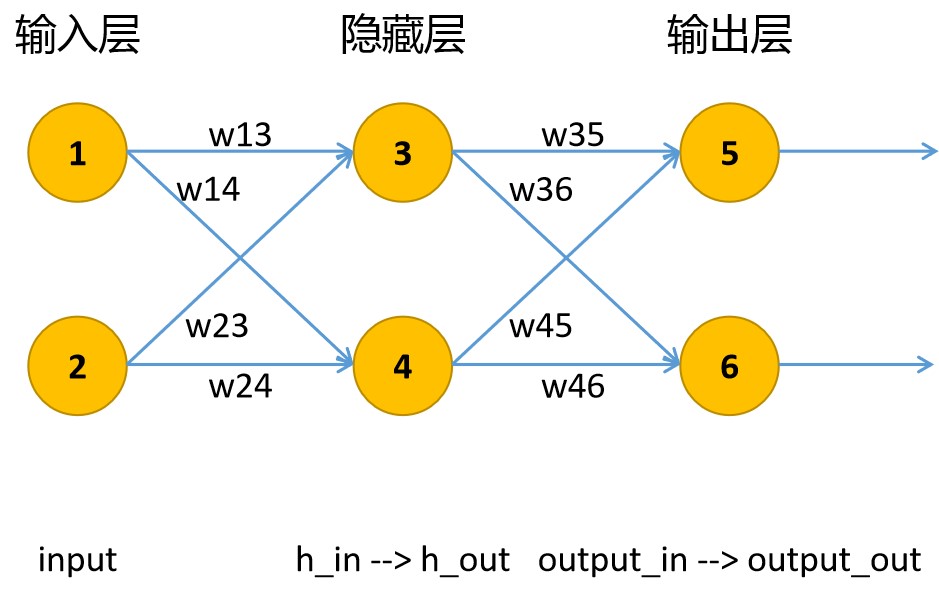 输入层 隐藏层 输出层
w13 w35
1 3 5
w14 w36
w23 w45
2 4 6
w24 w46
input h_in --> h_out output_in --> output_out